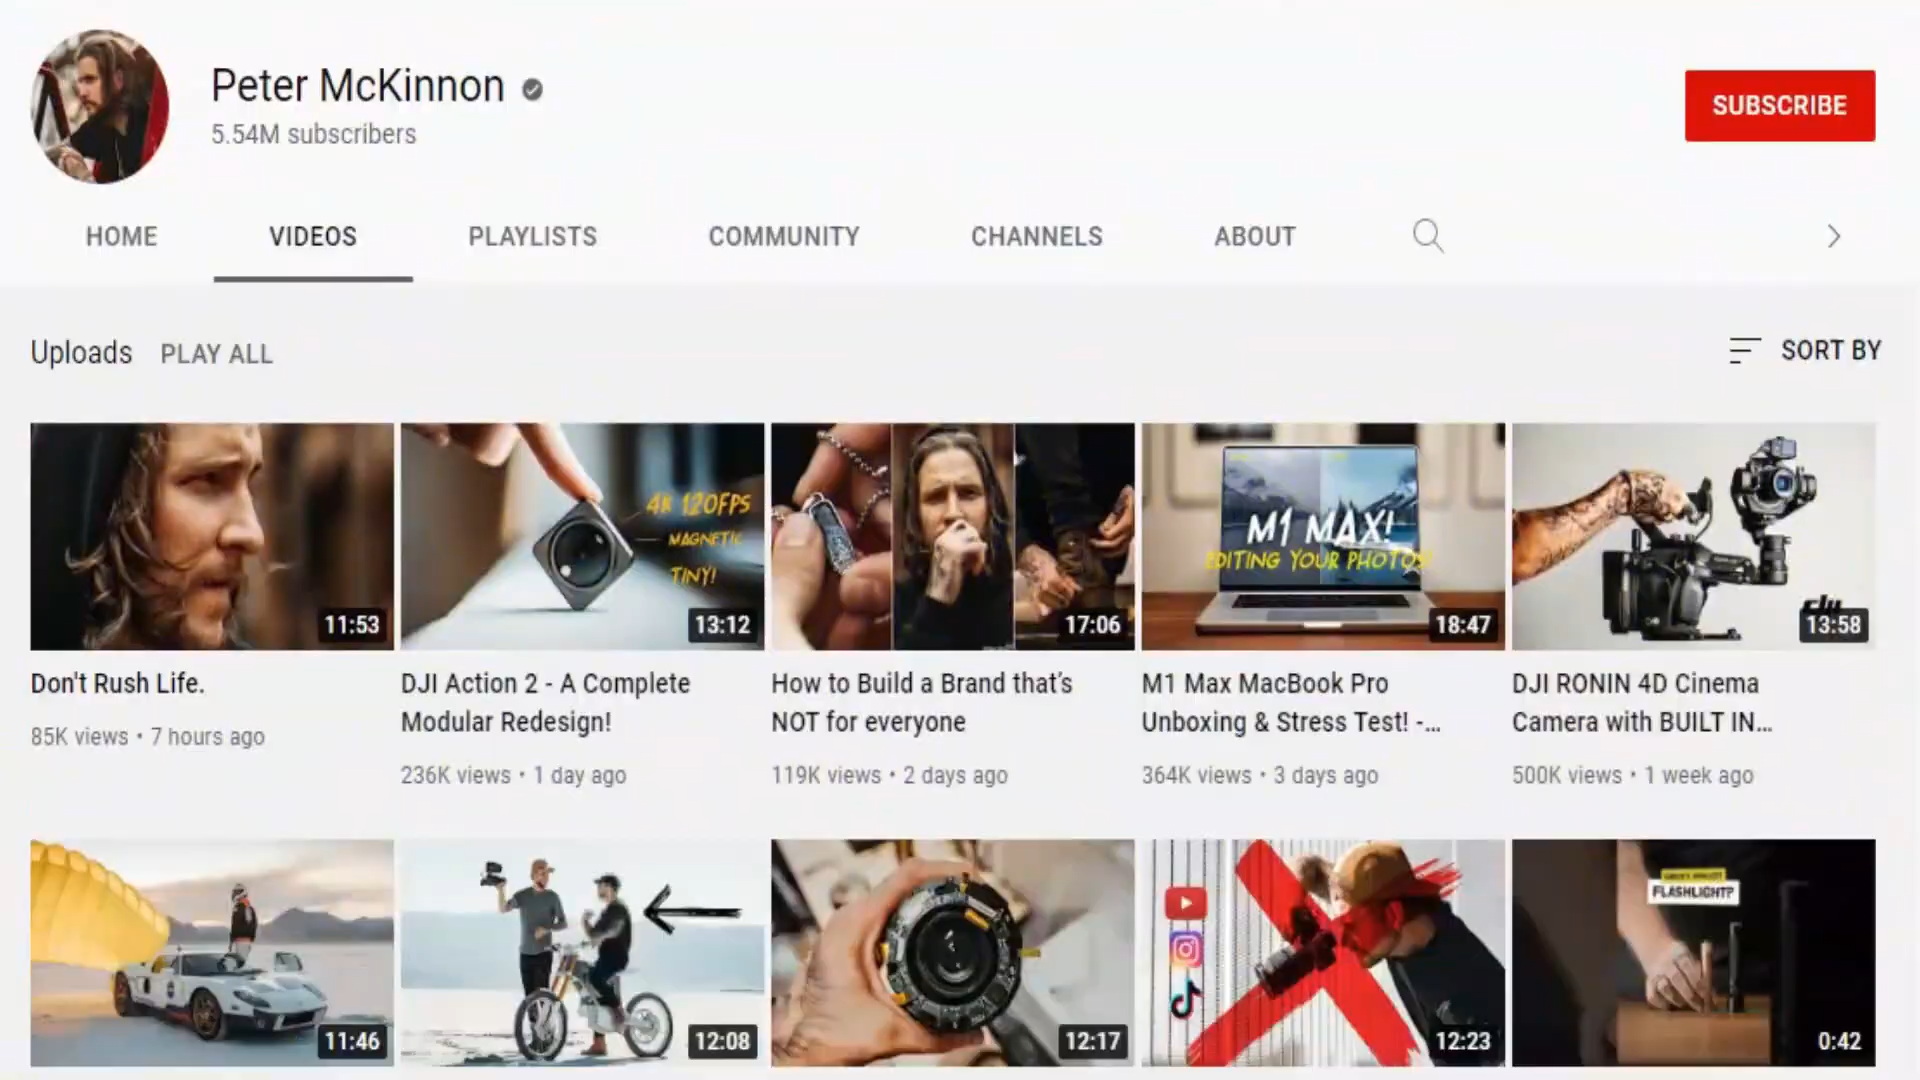 Peter McKinnon
5.54M subscribers
SUBSCRIBE
HOME
VIDEOS
PLAYLISTS
COMMUNITY
CHANNELS
ABOUT
Uploads
PLAY ALL
SORT BY
11:53
4K 120FPS
MAGNETIC
TINY!
13:12
17:06
M1 MAX!
EDITING YOUR PHOTOS!
18:47
dji
13:58
Don't Rush Life.
85K views • 7 hours ago
DJI Action 2 - A Complete
Modular Redesign!
236K views • 1 day ago
How to Build a Brand that's
NOT for everyone
119K views • 2 days ago
M1 Max MacBook Pro
Unboxing & Stress Test! -...
364K views • 3 days ago
DJI RONIN 4D Cinema
Camera with BUILT IN...
500K views • 1 week ago
11:46
12:08
12:17
12:23
FLASHLIGHT?
0:42